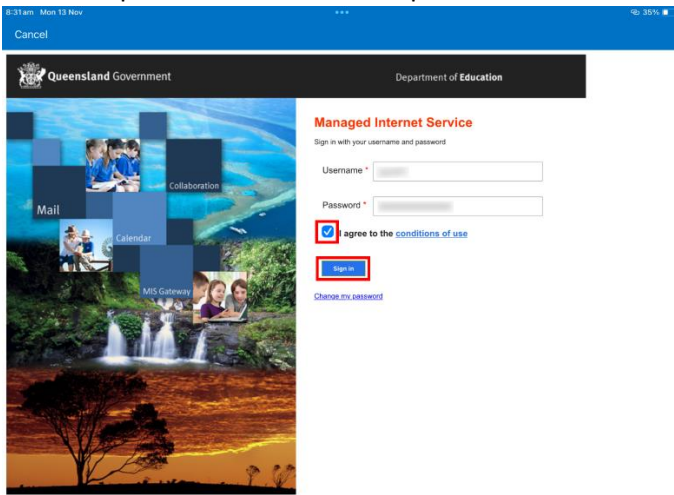 8:31am Mon 13 Nov
35%
Cancel
Queensland Government
Department of Education
Managed Internet Service
Sign in with your username and password
Username *
Password *
I agree to the conditions of use
Sign in
Change my password
Collaboration
Mail
Calendar
MIS Gateway